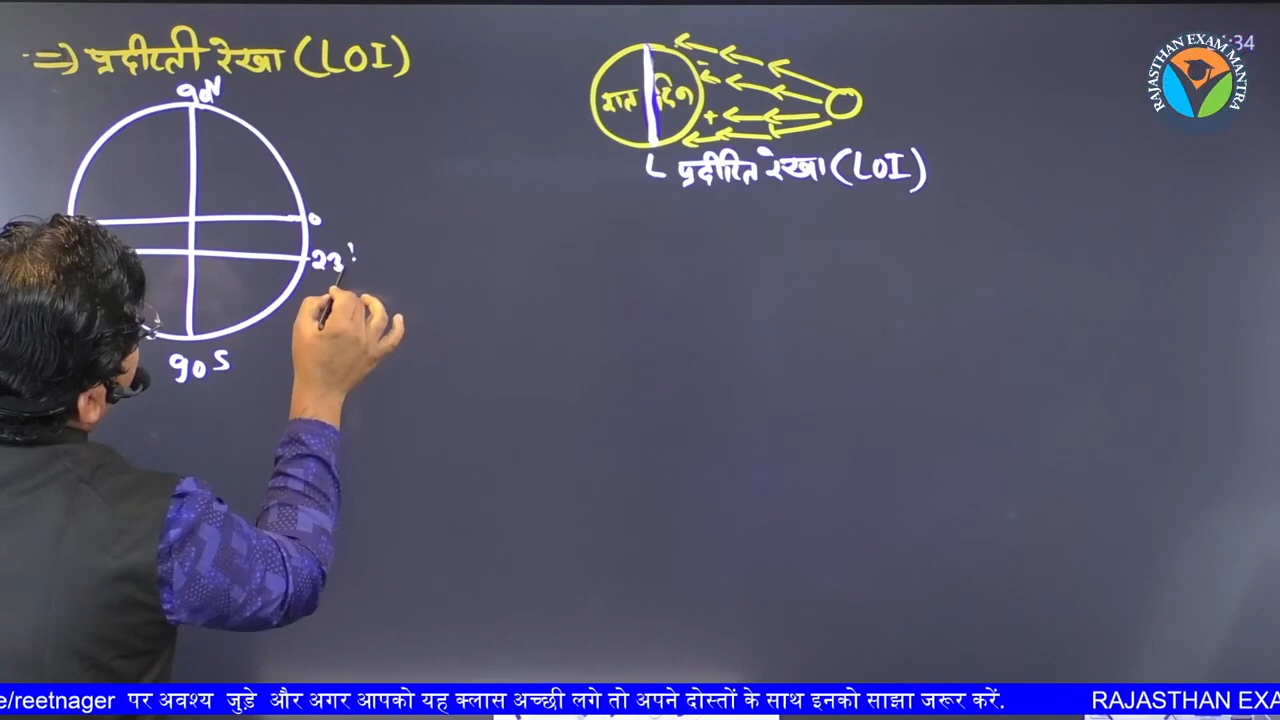 => प्रदीप्ती रेखा (LOI)
90N
0
23
90 S
रात दिन
प्रदीप्ति रेखा (LOI)
:34
RAJASTHAN EXAM MANTRA
e/reetnager पर अवश्य जुड़े और अगर आपको यह क्लास अच्छी लगे तो अपने दोस्तों के साथ इनको साझा जरूर करें. RAJASTHAN EXA